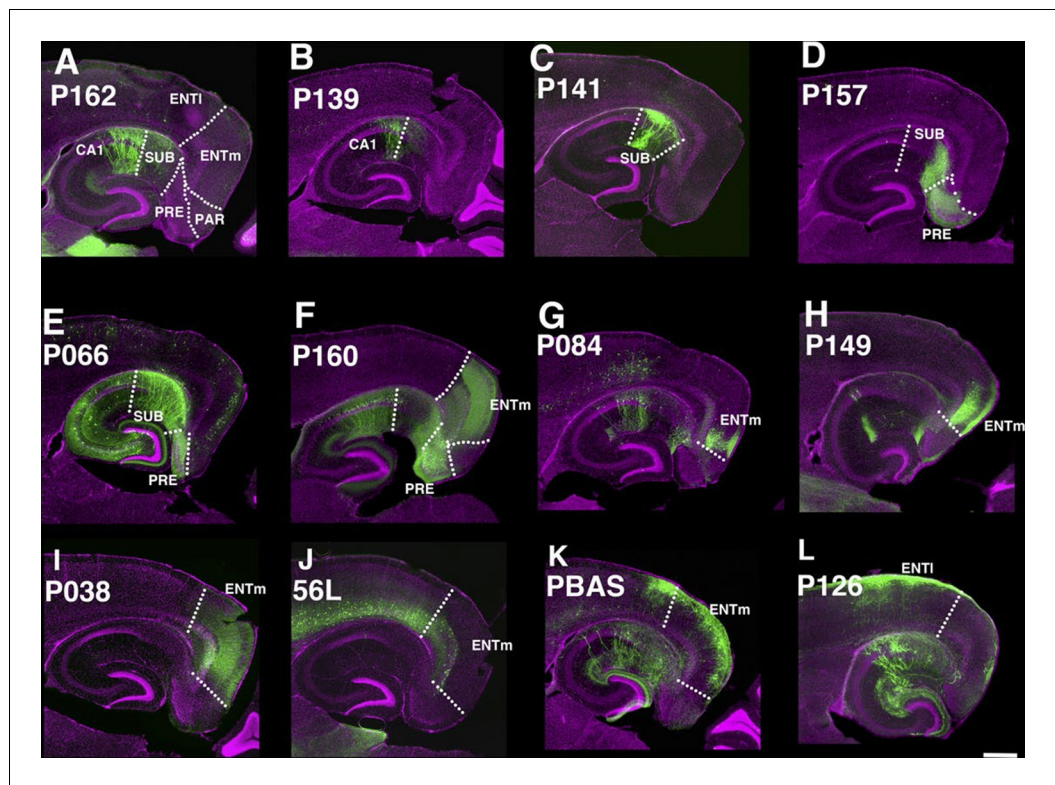 A
P162
ENTl
CA1
SUB
ENTm
PRE
PAR
B
P139
CA1
C
P141
SUB
D
P157
SUB
PRE
E
P066
SUB
PRE
F
P160
ENTm
PRE
G
P084
ENTm
H
P149
ENTm
I
P038
ENTm
J
56L
ENTm
K
PBAS
ENTm
L
P126
ENTl